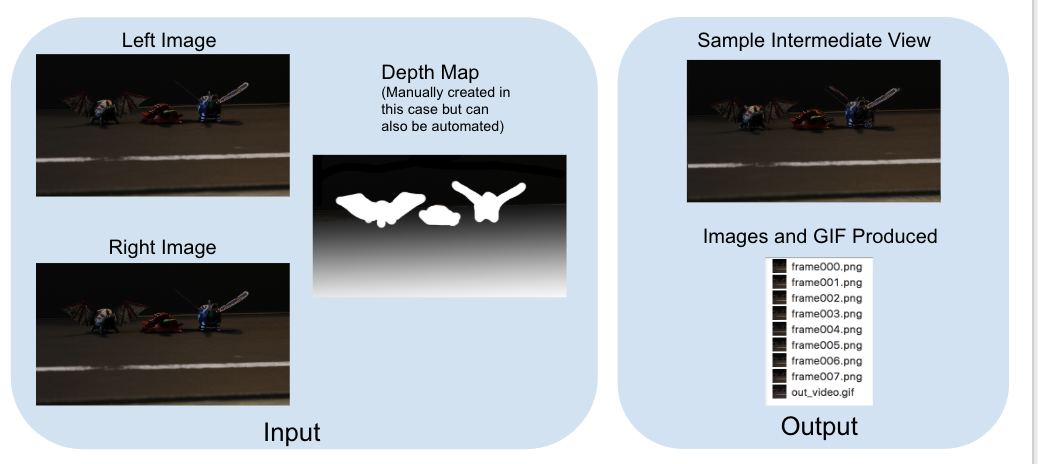 Left Image
Depth Map
(Manually created in
this case but can
also be automated)
Right Image
Input
Sample Intermediate View
Images and GIF Produced
frame000.png
frame001.png
frame002.png
frame003.png
frame004.png
frame005.png
frame006.png
frame007.png
out_video.gif
Output